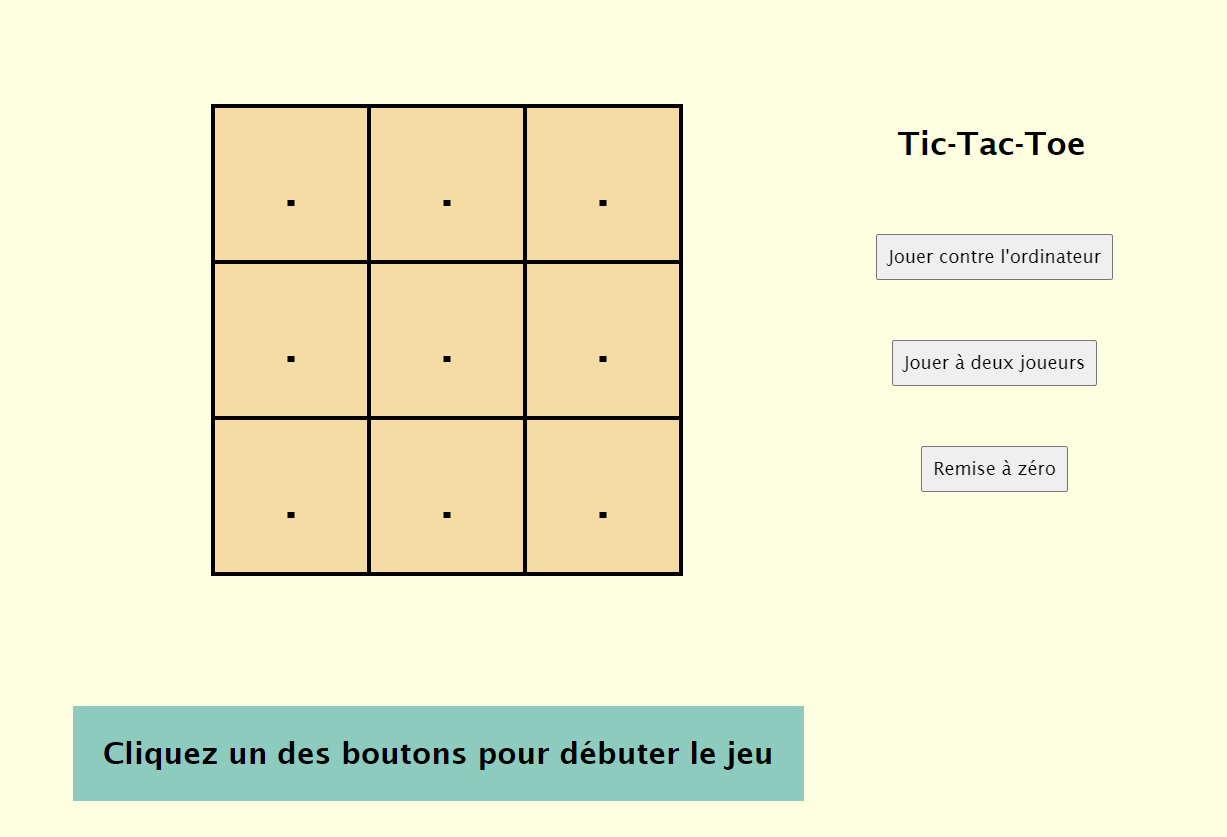 Tic-Tac-Toe
. . .
Jouer contre l'ordinateur
. . .
Jouer à deux joueurs
Remise à zéro
. . .
Cliquez un des boutons pour débuter le jeu